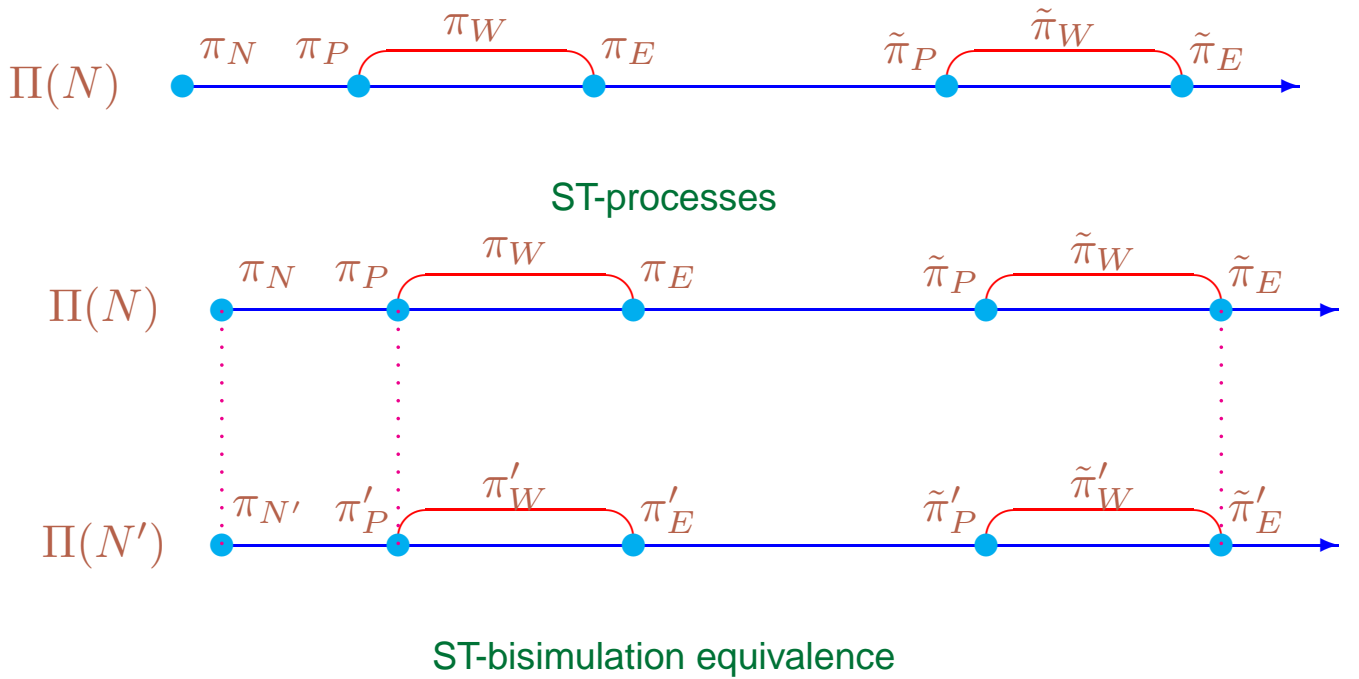 π_W π̃_W
π_N π_P π_E π̃_P π̃_E
Π(N)
ST-processes
π_W π̃_W
π_N π_P π_E π̃_P π̃_E
Π(N)
π′_W π̃′_W
π_{N′} π′_P π′_E π̃′_P π̃′_E
Π(N′)
ST-bisimulation equivalence